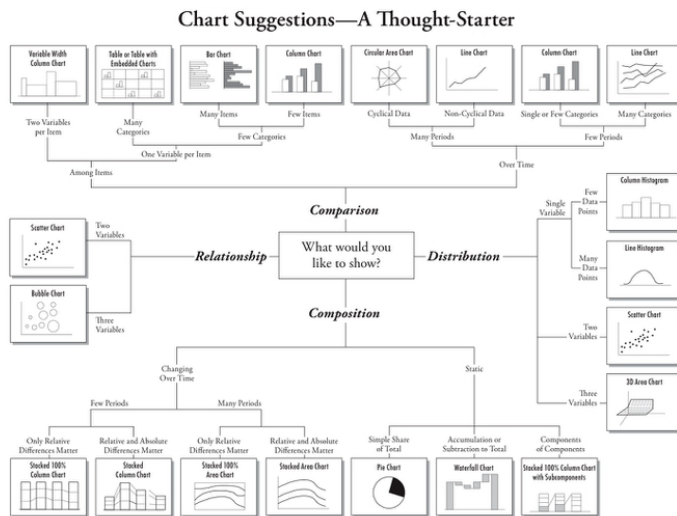 Chart Suggestions—A Thought-Starter
Variable Width
Column Chart
Table or Table with
Embedded Charts
Bar Chart
Column Chart
Circular Area Chart
Line Chart
Column Chart
Line Chart
Two Variables
per Item
Many
Categories
Many Items
Few Items
Cyclical Data
Non-Cyclical Data
Single or Few Categories
Many Categories
Few Categories
Many Periods
Few Periods
One Variable per Item
Among Items
Over Time
Comparison
What would you
like to show?
Relationship
Scatter Chart
Two
Variables
Bubble Chart
Three
Variables
Distribution
Single
Variable
Few
Data
Points
Column Histogram
Many
Data
Points
Line Histogram
Two
Variables
Scatter Chart
Three
Variables
3D Area Chart
Composition
Changing
Over Time
Static
Few Periods
Many Periods
Only Relative
Differences Matter
Relative and Absolute
Differences Matter
Only Relative
Differences Matter
Relative and Absolute
Differences Matter
Simple Share
of Total
Accumulation or
Subtraction to Total
Components
of Components
Stacked 100%
Column Chart
Stacked
Column Chart
Stacked 100%
Area Chart
Stacked Area Chart
Pie Chart
Waterfall Chart
Stacked 100% Column Chart
with Subcomponents